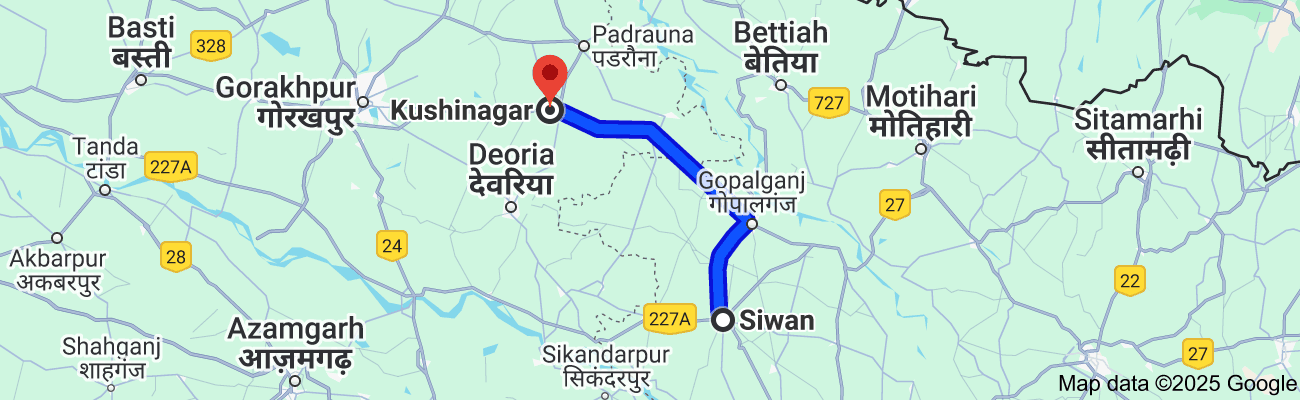 Basti
बस्ती
328
Padrauna
पडरौना
Bettiah
बेतिया
Gorakhpur
गोरखपुर
Kushinagar
727
Motihari
मोतिहारी
Sitamarhi
सीतामढ़ी
Tanda
टांडा
227A
Deoria
देवरिया
Gopalganj
गोपालगंज
27
Akbarpur
अकबरपुर
28
24
22
227A
Siwan
Azamgarh
आज़मगढ़
Shahganj
शाहगंज
Sikandarpur
सिकंदरपुर
27
Map data ©2025 Google